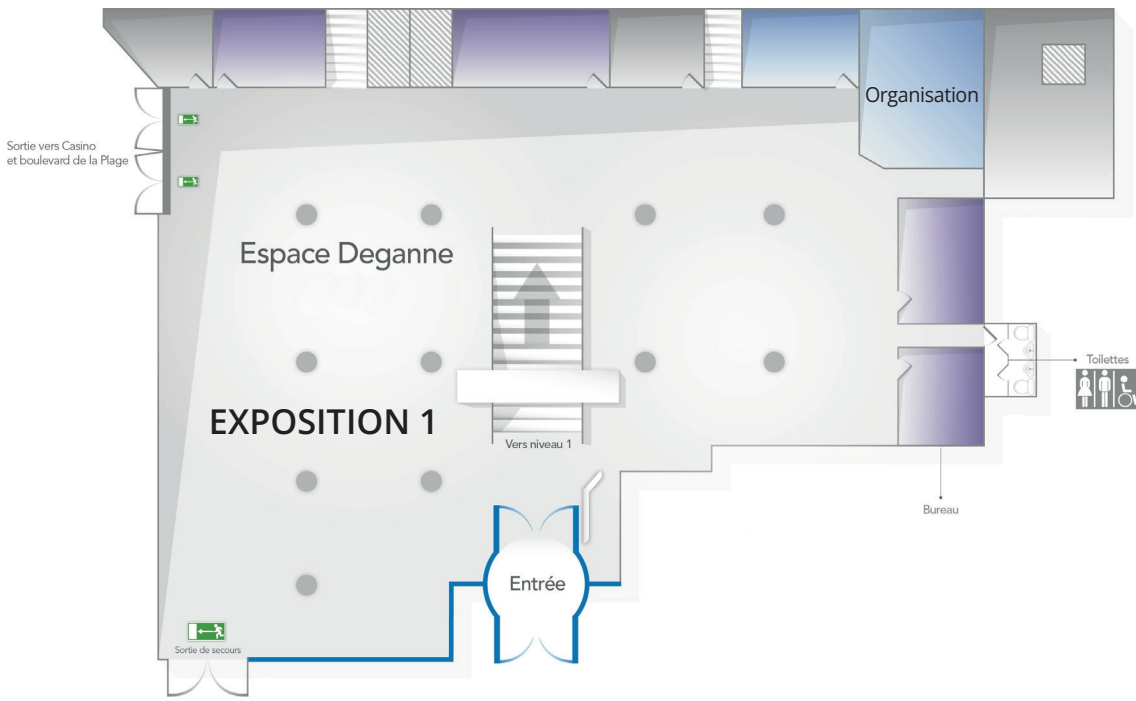 Organisation
Sortie vers Casino
et boulevard de la Plage
Espace Deganne
Toilettes
EXPOSITION 1
Vers niveau 1
Bureau
Entrée
Sortie de secours